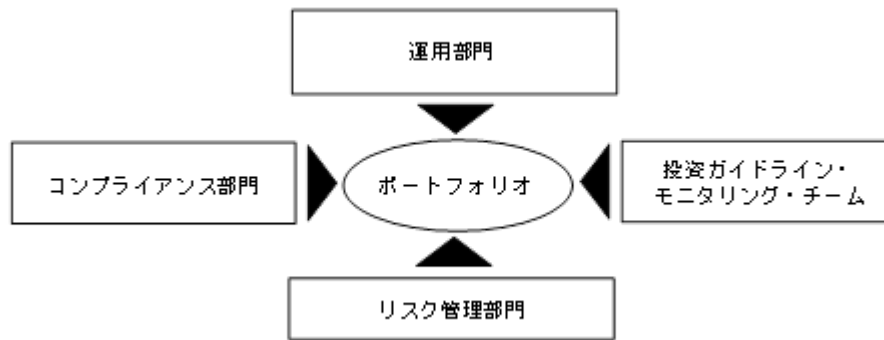 運用部門
コンプライアンス部門
ポートフォリオ
投資ガイドライン・
モニタリング・チーム
リスク管理部門